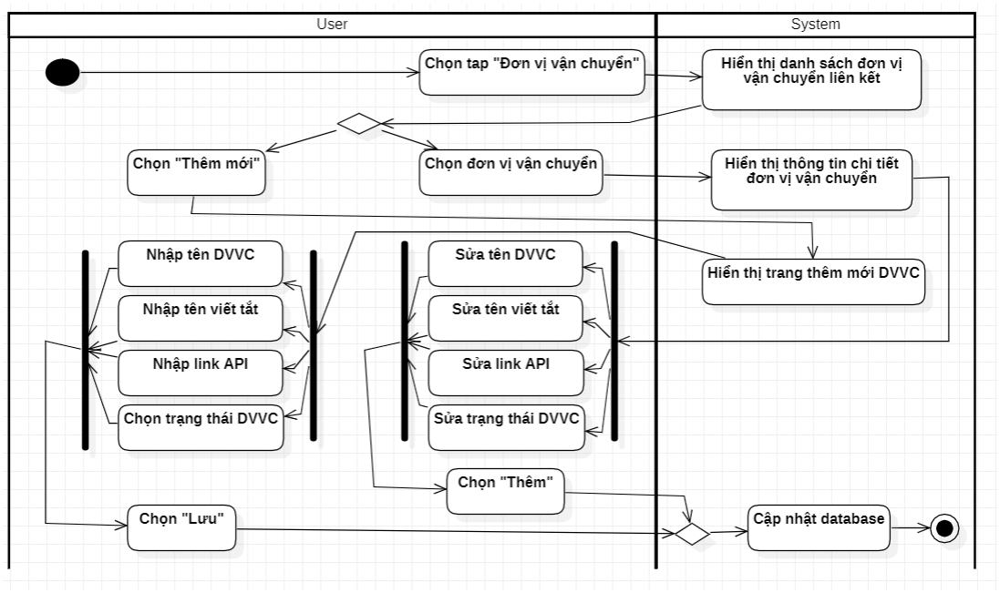 User
System
Chọn tap "Đơn vị vận chuyển"
Hiển thị danh sách đơn vị
vận chuyển liên kết
Chọn "Thêm mới"
Chọn đơn vị vận chuyển
Hiển thị thông tin chi tiết
đơn vị vận chuyển
Nhập tên DVVC
Sửa tên DVVC
Hiển thị trang thêm mới DVVC
Nhập tên viết tắt
Sửa tên viết tắt
Nhập link API
Sửa link API
Chọn trạng thái DVVC
Sửa trạng thái DVVC
Chọn "Thêm"
Chọn "Lưu"
Cập nhật database